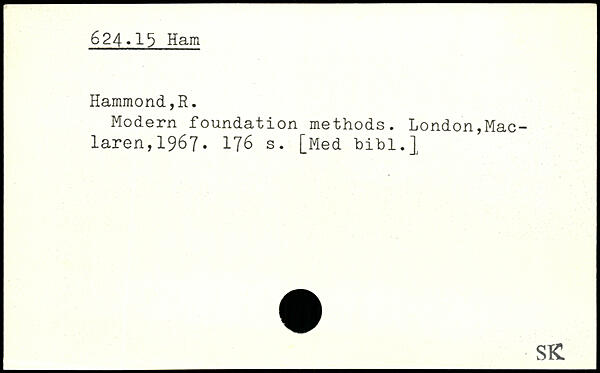 624.15 Ham
Hammond,R.
Modern foundation methods. London,Mac-
laren,1967. 176 s. [Med bibl.]
SK